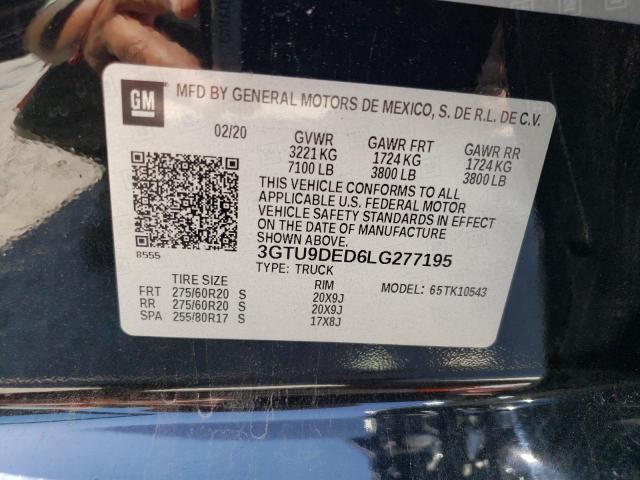 GM MFD BY GENERAL MOTORS DE MEXICO, S. DE R.L. DE C.V.
02/20 GVWR GAWR FRT GAWR RR
3221 KG 1724 KG 1724 KG
7100 LB 3800 LB 3800 LB
THIS VEHICLE CONFORMS TO ALL
APPLICABLE U.S. FEDERAL MOTOR
VEHICLE SAFETY STANDARDS IN EFFECT
ON THE DATE OF MANUFACTURE
SHOWN ABOVE.
8555 3GTU9DED6LG277195
TYPE: TRUCK
TIRE SIZE RIM MODEL: 65TK10543
FRT 275/60R20 S 20X9J
RR 275/60R20 S 20X9J
SPA 255/80R17 S 17X8J